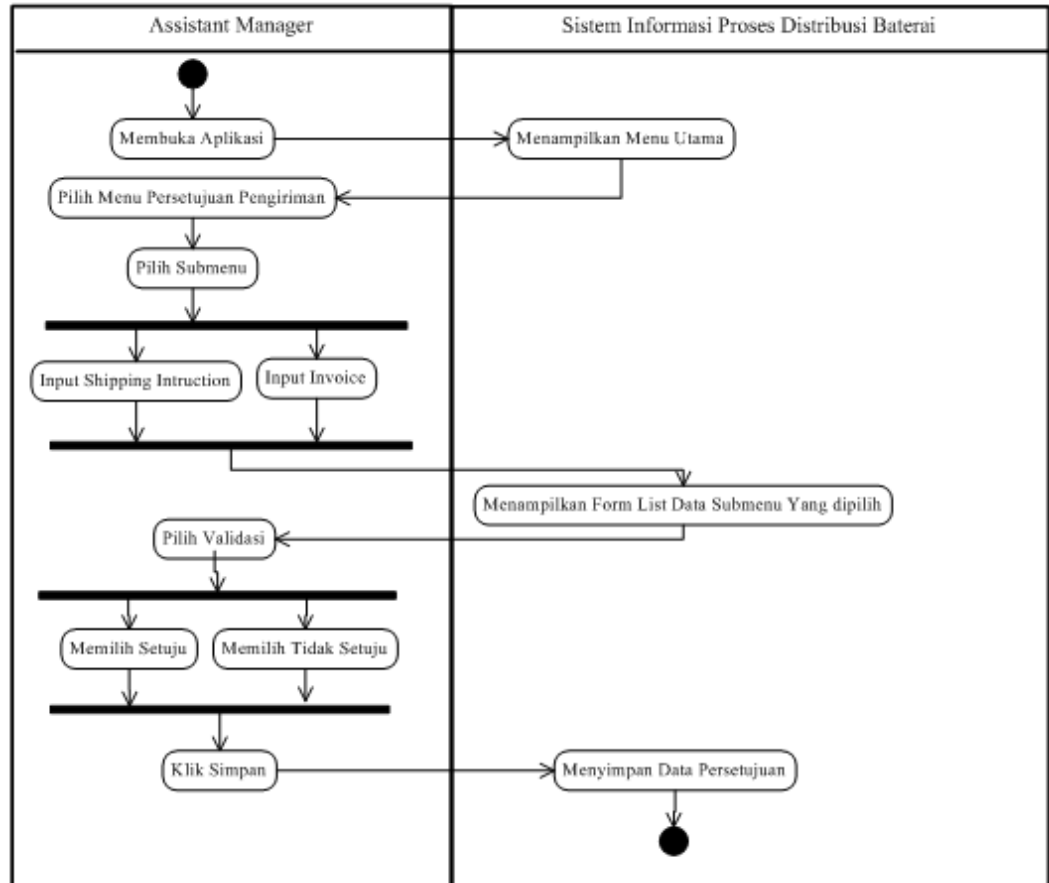 Assistant Manager
Sistem Informasi Proses Distribusi Baterai
Membuka Aplikasi
Menampilkan Menu Utama
Pilih Menu Persetujuan Pengiriman
Pilih Submenu
Input Shipping Intruction
Input Invoice
Menampilkan Form List Data Submenu Yang dipilih
Pilih Validasi
Memilih Setuju
Memilih Tidak Setuju
Klik Simpan
Menyimpan Data Persetujuan